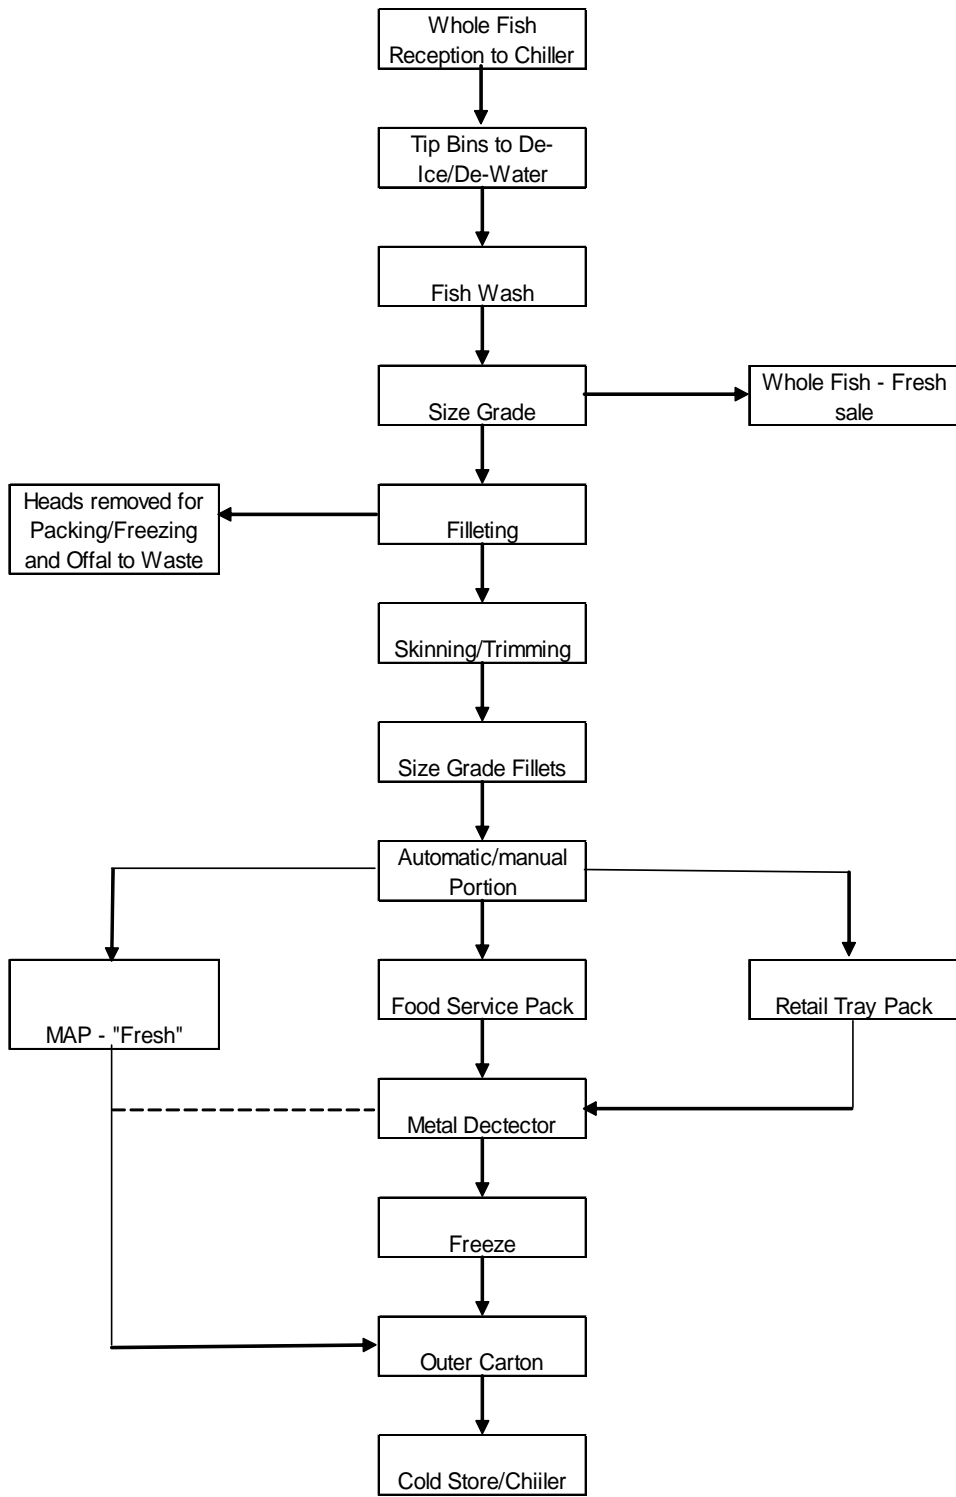 Whole Fish
Reception to Chiller
Tip Bins to De-
Ice/De-Water
Fish Wash
Size Grade
Whole Fish - Fresh
sale
Heads removed for
Packing/Freezing
and Offal to Waste
Filleting
Skinning/Trimming
Size Grade Fillets
Automatic/manual
Portion
MAP - "Fresh"
Food Service Pack
Retail Tray Pack
Metal Dectector
Freeze
Outer Carton
Cold Store/Chiiler